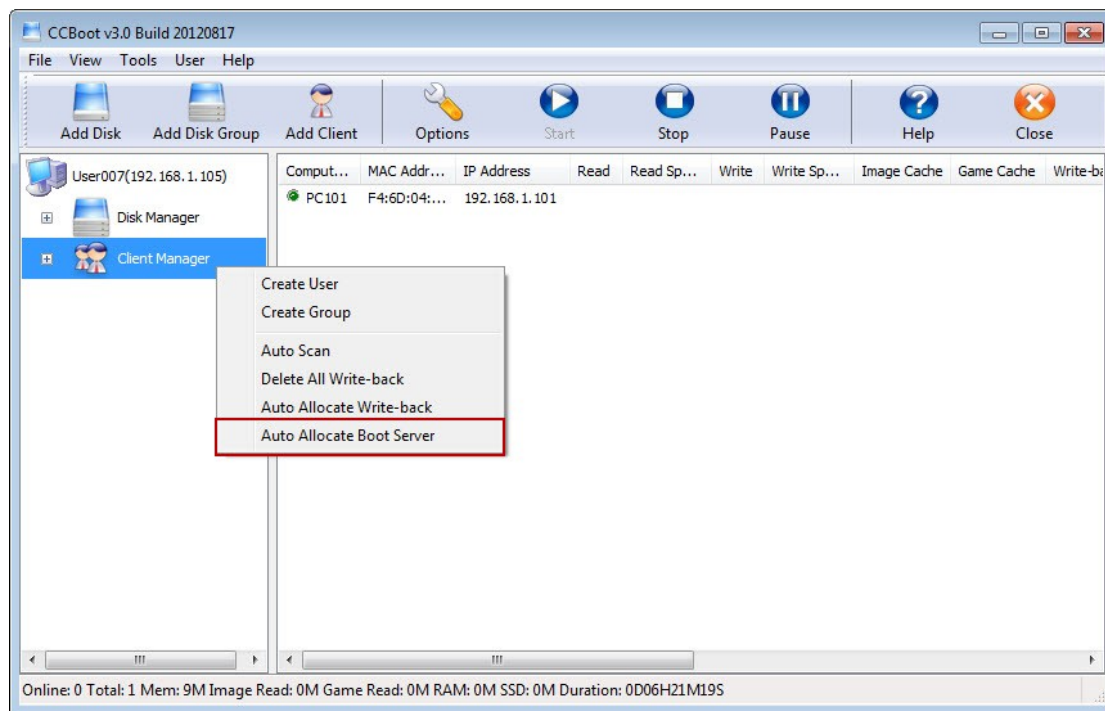 CCBoot v3.0 Build 20120817
File View Tools User Help
Add Disk Add Disk Group Add Client Options Start Stop Pause Help Close
User007(192.168.1.105)
Disk Manager
Client Manager
Comput... MAC Addr... IP Address Read Read Sp... Write Write Sp... Image Cache Game Cache Write-ba
PC101 F4:6D:04:... 192.168.1.101
Create User
Create Group
Auto Scan
Delete All Write-back
Auto Allocate Write-back
Auto Allocate Boot Server
Online: 0 Total: 1 Mem: 9M Image Read: 0M Game Read: 0M RAM: 0M SSD: 0M Duration: 0D06H21M19S